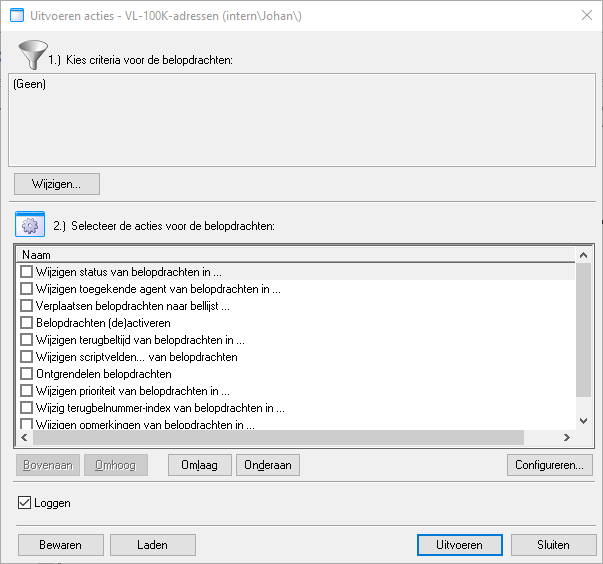 Uitvoeren acties - VL-100K-adressen (intern\Johan\)
1.) Kies criteria voor de belopdrachten:
(Geen)
Wijzigen...
2.) Selecteer de acties voor de belopdrachten:
Naam
Wijzigen status van belopdrachten in ...
Wijzigen toegekende agent van belopdrachten in ...
Verplaatsen belopdrachten naar bellijst ...
Belopdrachten (de)activeren
Wijzigen terugbeltijd van belopdrachten in ...
Wijzigen scriptvelden... van belopdrachten
Ontgrendelen belopdrachten
Wijzigen prioriteit van belopdrachten in ...
Wijzig terugbelnummer-index van belopdrachten in ...
Wijzigen opmerkingen van belopdrachten in ...
Bovenaan Omhoog Omlaag Onderaan Configureren...
Loggen
Bewaren Laden Uitvoeren Sluiten